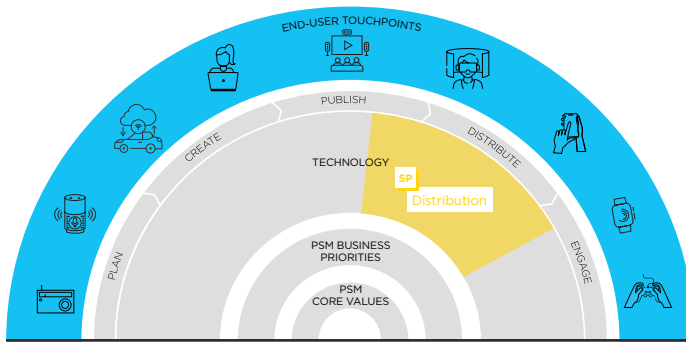 END-USER TOUCHPOINTS
PLAN
CREATE
PUBLISH
DISTRIBUTE
ENGAGE
TECHNOLOGY
SP
Distribution
PSM BUSINESS
PRIORITIES
PSM
CORE VALUES